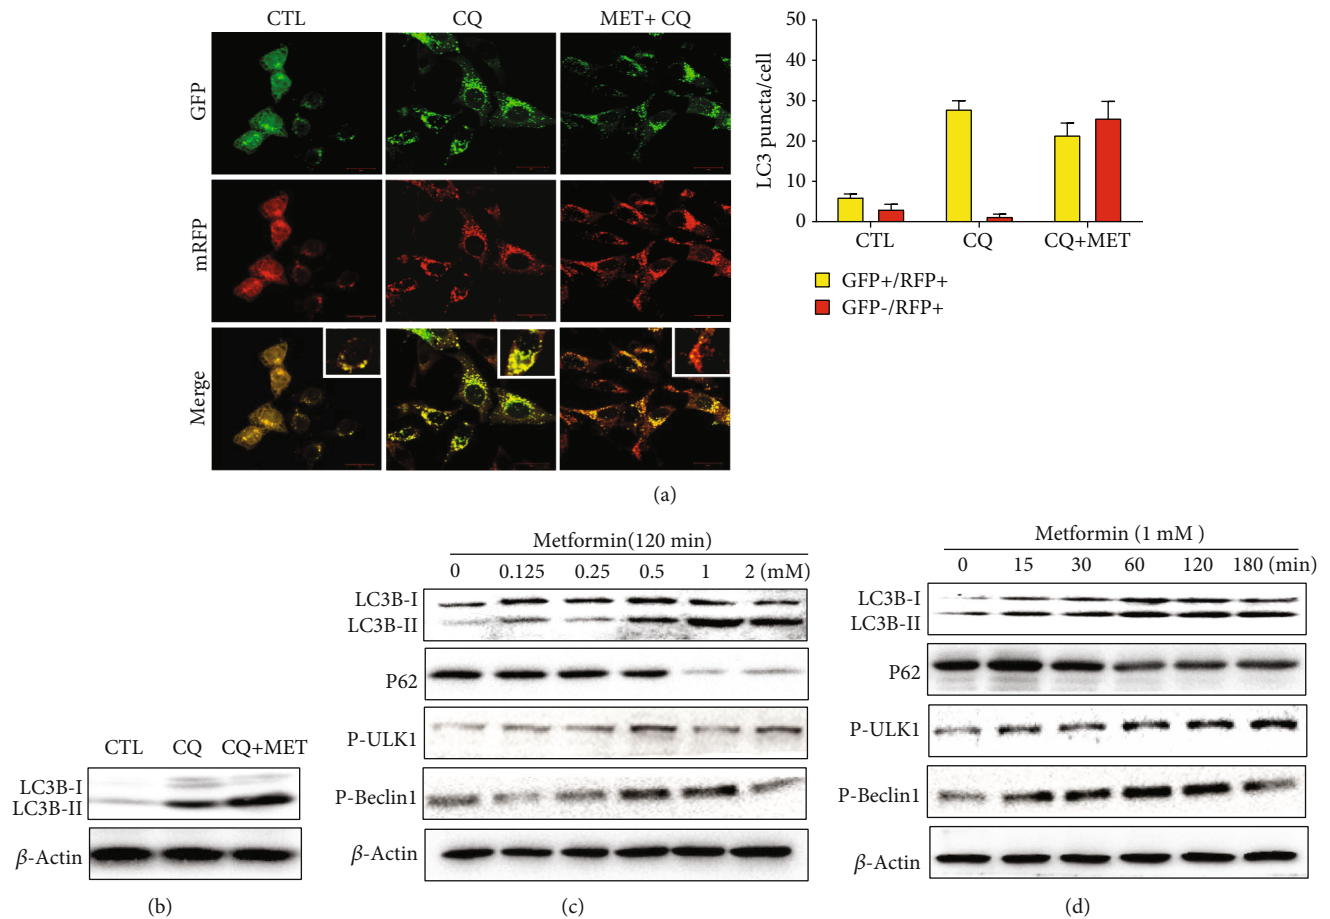 CTL CQ MET+ CQ
GFP
mRFP
Merge
LC3 puncta/cell
50
40
30
20
10
0
CTL CQ CQ+MET
GFP+/RFP+
GFP-/RFP+
(a)
CTL CQ CQ+MET
LC3B-I
LC3B-II
β-Actin
(b)
Metformin(120 min)
0 0.125 0.25 0.5 1 2 (mM)
LC3B-I
LC3B-II
P62
P-ULK1
P-Beclin1
β-Actin
(c)
Metformin (1 mM )
0 15 30 60 120 180 (min)
LC3B-I
LC3B-II
P62
P-ULK1
P-Beclin1
β-Actin
(d)